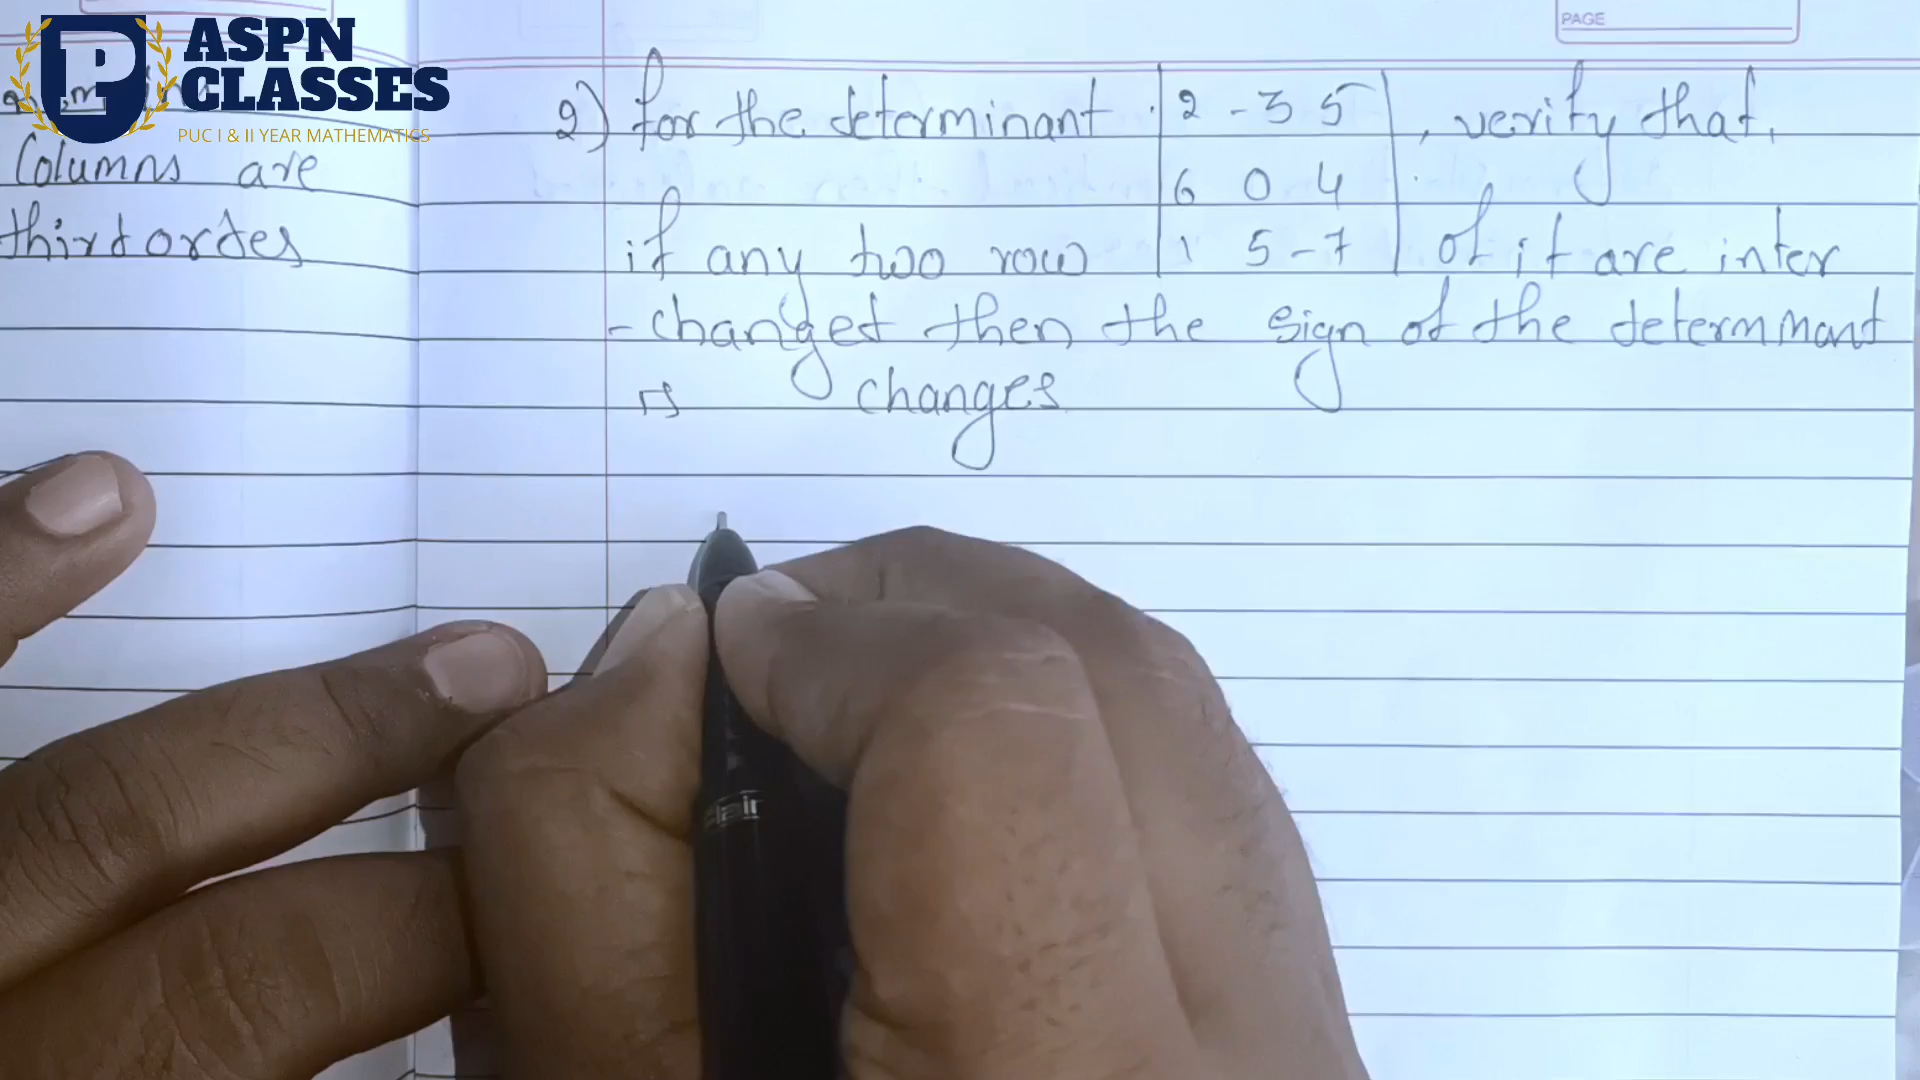 ASPN
CLASSES
PUC I & II YEAR MATHEMATICS
PAGE
Columns are
third order
2) for the determinant | 2 -3 5 | , verify that,
6 0 4
if any two row | 1 5 -7 | of it are inter
- changed then the sign of the determinant
is changes
clair